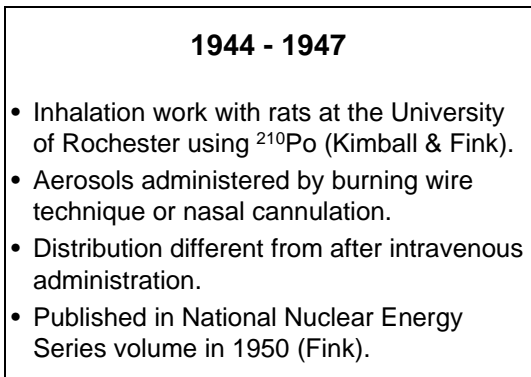 1944 - 1947
• Inhalation work with rats at the University
of Rochester using ²¹⁰Po (Kimball & Fink).
• Aerosols administered by burning wire
technique or nasal cannulation.
• Distribution different from after intravenous
administration.
• Published in National Nuclear Energy
Series volume in 1950 (Fink).